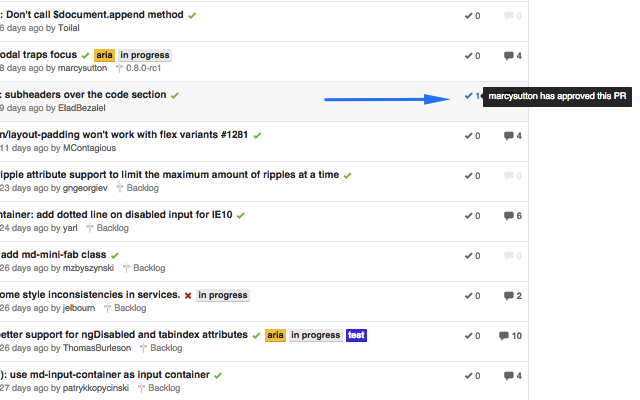 : Don't call $document.append method 0 0
6 days ago by Toilal
odal traps focus aria in progress 0 4
8 days ago by marcysutton 0.8.0-rc1
: subheaders over the code section 1 marcysutton has approved this PR
9 days ago by EladBezalel
n/layout-padding won't work with flex variants #1281 0 4
11 days ago by MContagious
ipple attribute support to limit the maximum amount of ripples at a time 0 0
23 days ago by gngeorgiev Backlog
ntainer: add dotted line on disabled input for IE10 0 6
24 days ago by yarl Backlog
add md-mini-fab class 0 0
26 days ago by mzbyszynski Backlog
ome style inconsistencies in services. in progress 0 2
26 days ago by jelbourn Backlog
etter support for ngDisabled and tabindex attributes aria in progress test 0 10
26 days ago by ThomasBurleson Backlog
): use md-input-container as input container 0 4
27 days ago by patrykkopycinski Backlog